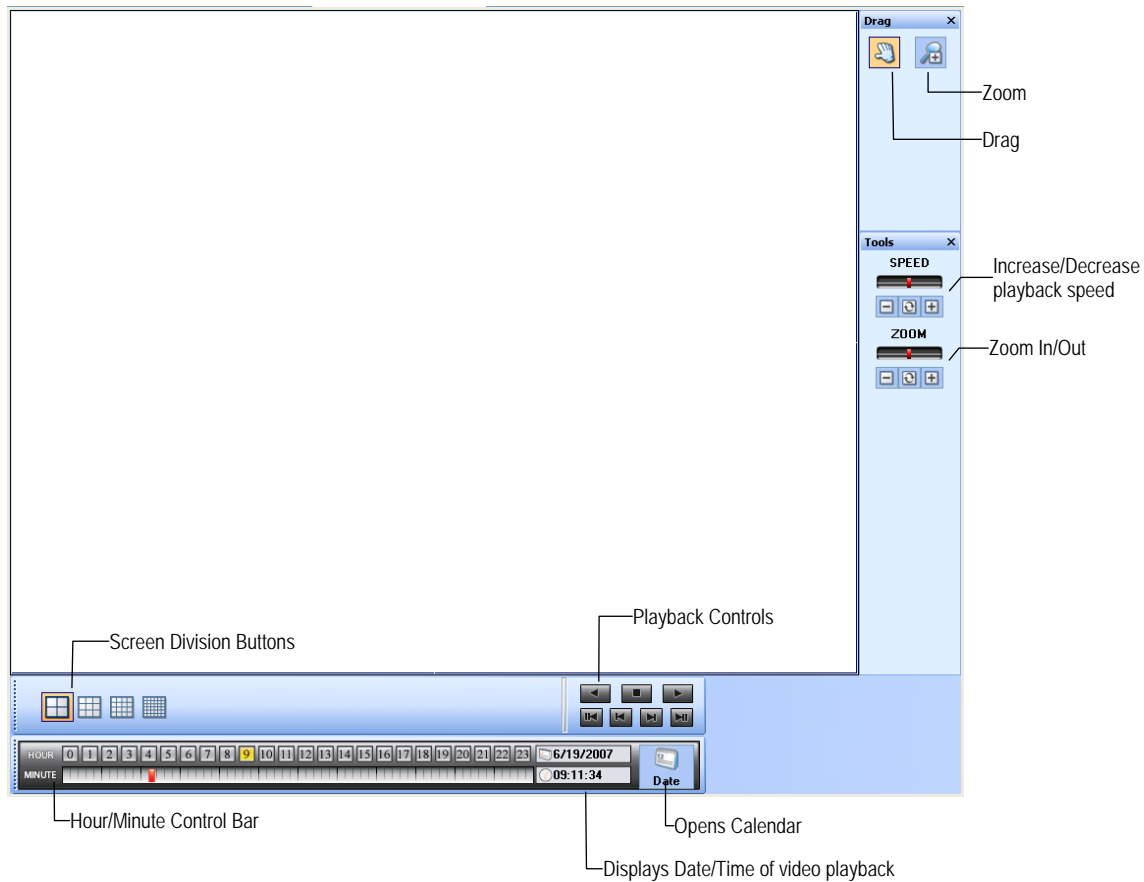 Drag
Zoom
Drag
Tools
SPEED
Increase/Decrease
playback speed
ZOOM
Zoom In/Out
Playback Controls
Screen Division Buttons
HOUR 0 1 2 3 4 5 6 7 8 9 10 11 12 13 14 15 16 17 18 19 20 21 22 23 6/19/2007
MINUTE 09:11:34
12
Date
Hour/Minute Control Bar
Opens Calendar
Displays Date/Time of video playback